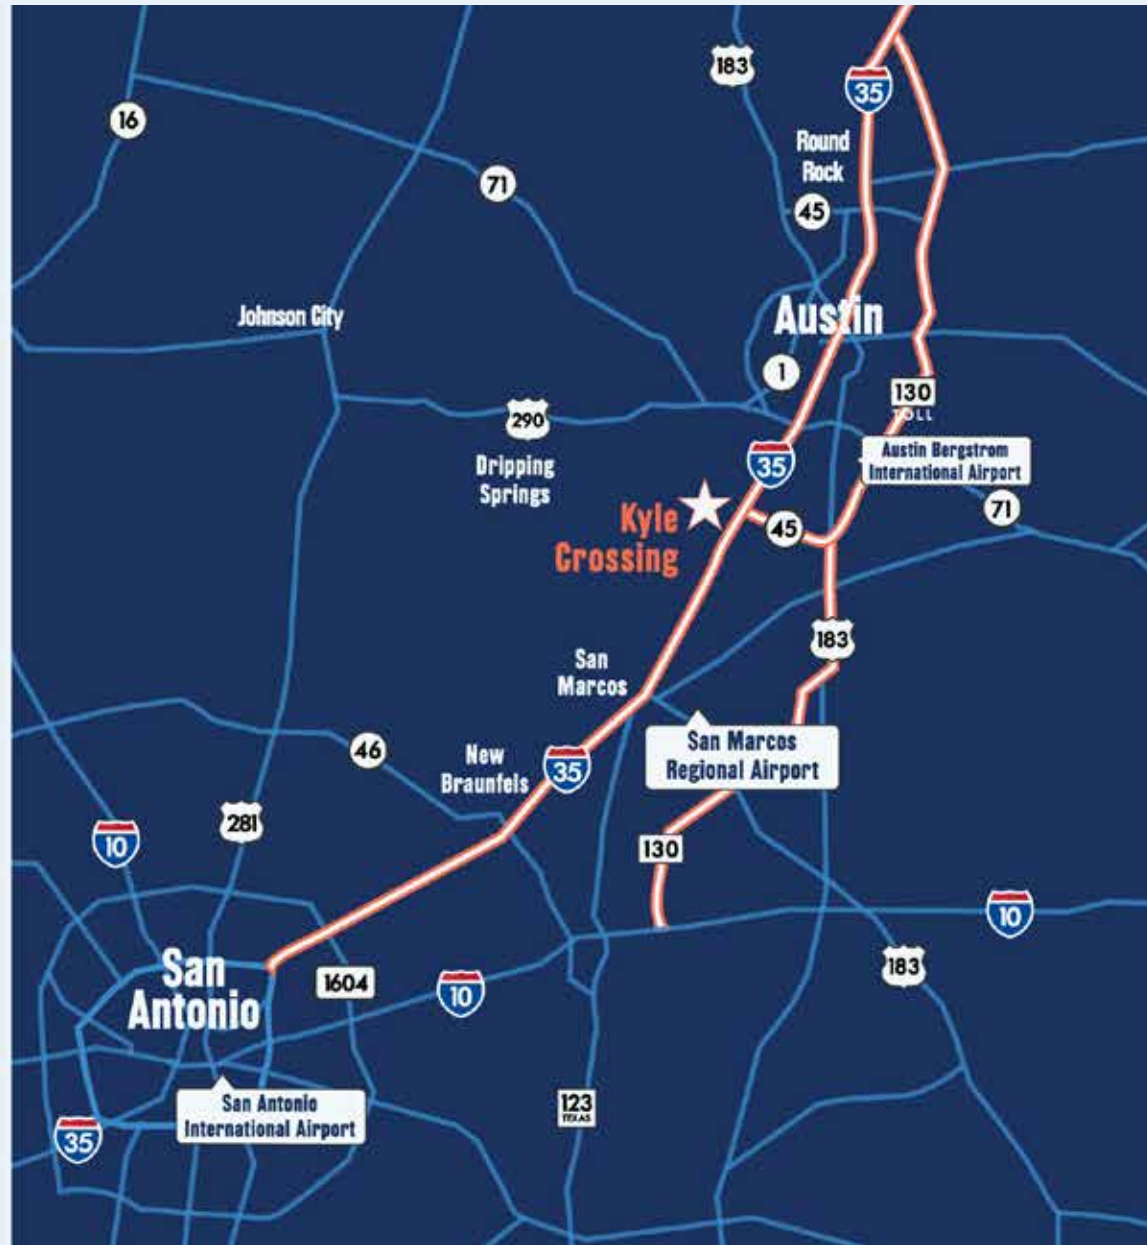 183
35
16
Round
Rock
71
45
Johnson City
Austin
1
130
TOLL
290
35
Austin Bergstrom
International Airport
Dripping
Springs
71
Kyle
Crossing
45
183
San
Marcos
San Marcos
Regional Airport
46
New
Braunfels
35
281
10
130
10
San
Antonio
1604
10
183
San Antonio
International Airport
123
TEXAS
35